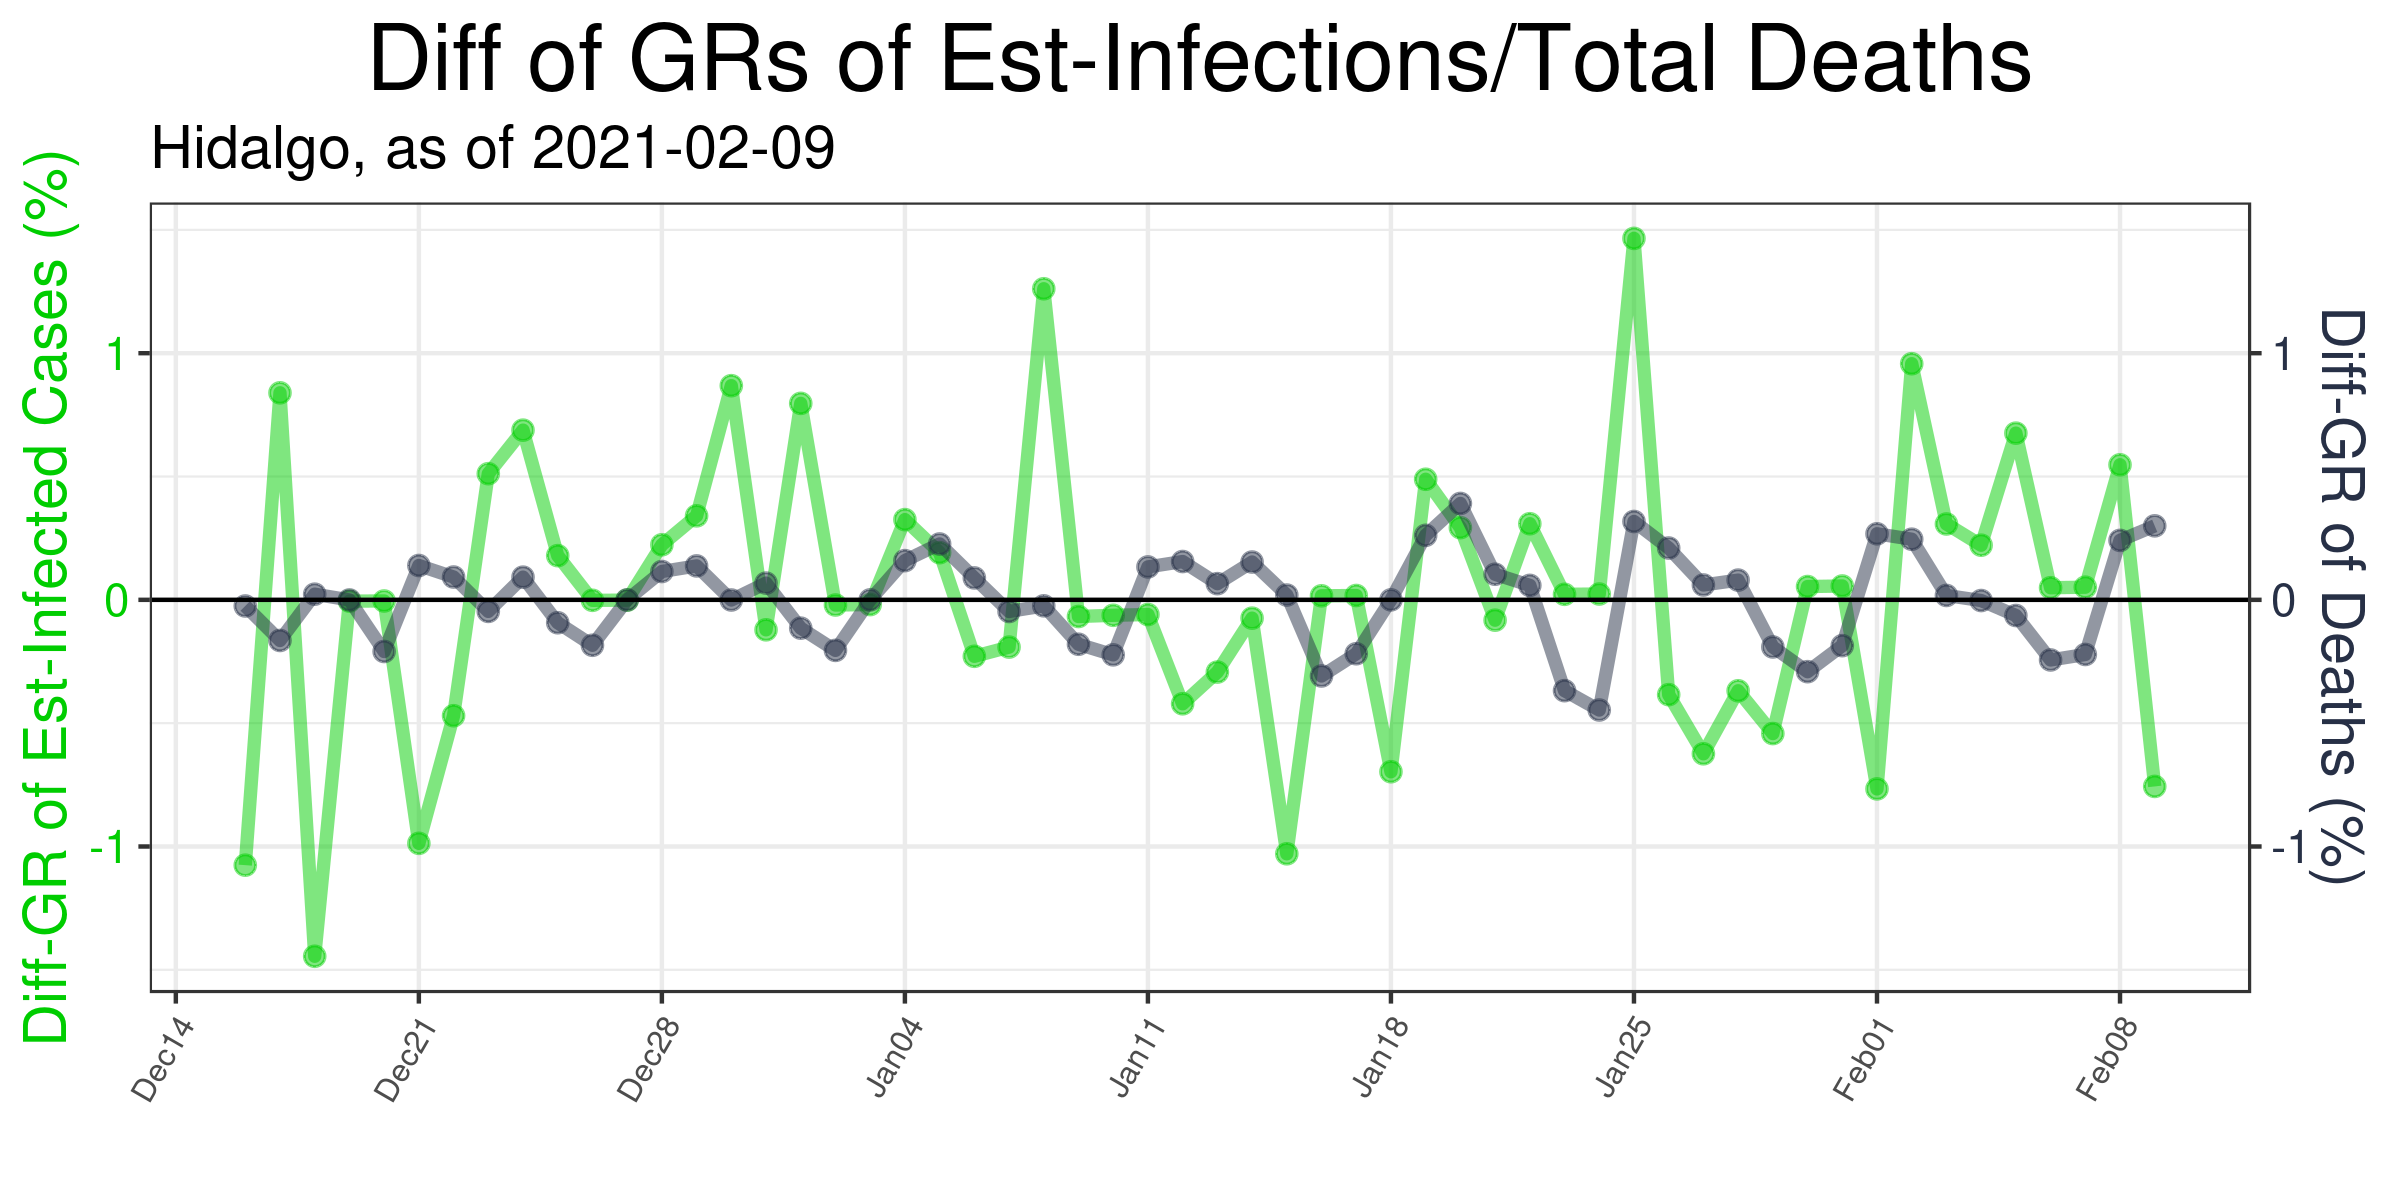 Diff of GRs of Est-Infections/Total Deaths
Hidalgo, as of 2021-02-09
Diff-GR of Est-Infected Cases (%)
1
0
-1
1
0
-1
Diff-GR of Deaths (%)
Dec14
Dec21
Dec28
Jan04
Jan11
Jan18
Jan25
Feb01
Feb08